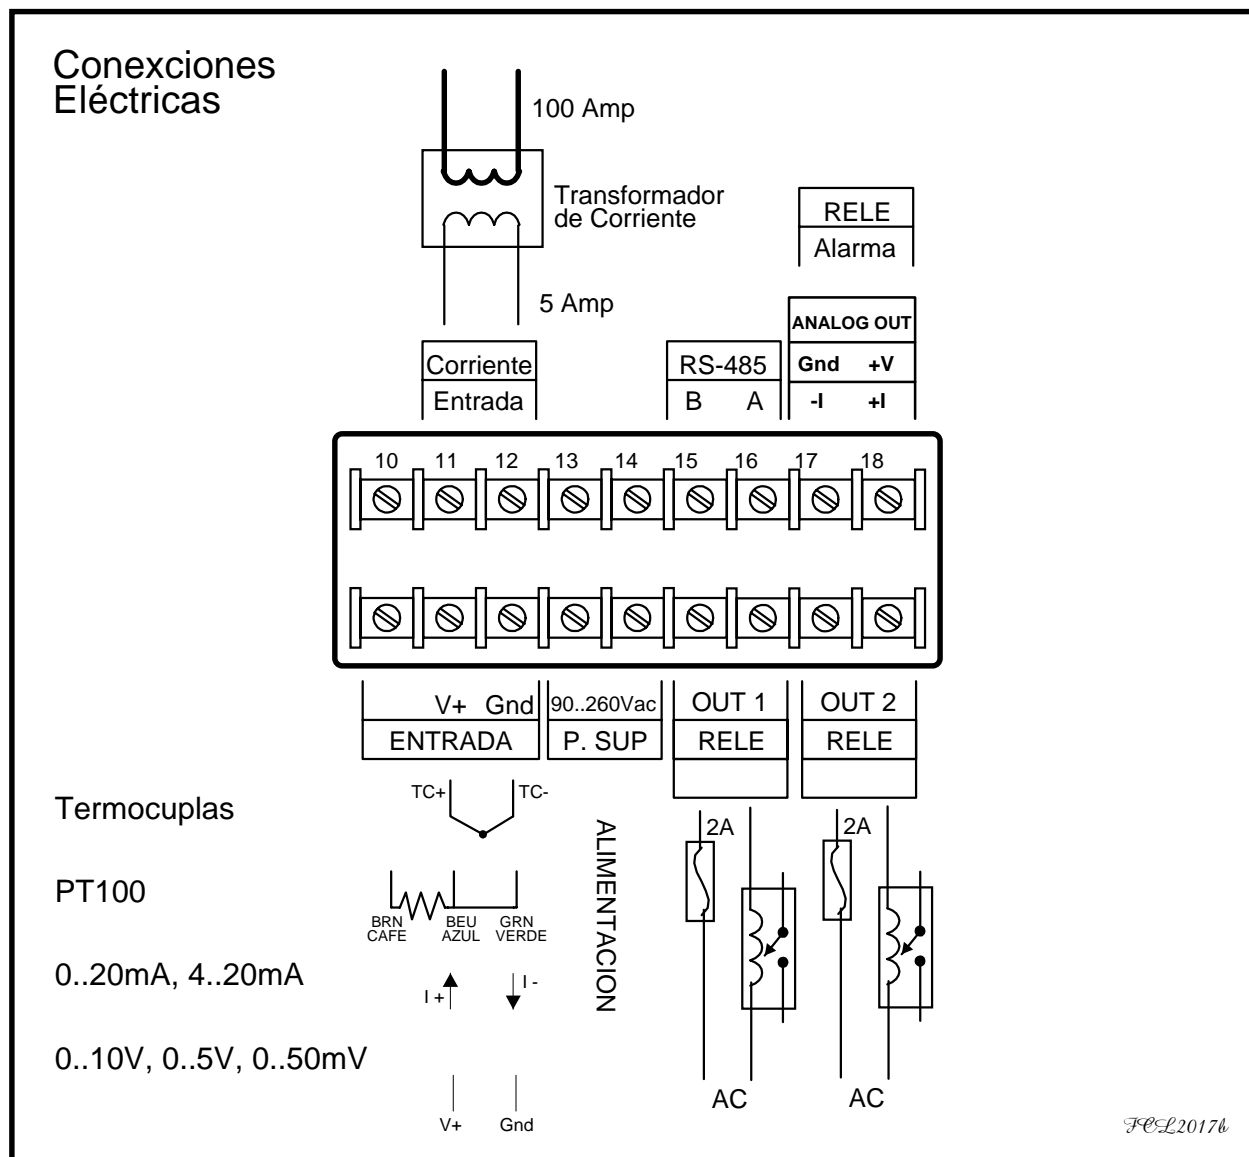 Conexciones
Eléctricas
100 Amp
Transformador
de Corriente
5 Amp
RELE
Alarma
ANALOG OUT
Gnd +V
-I +I
Corriente
Entrada
RS-485
B A
10 11 12 13 14 15 16 17 18
V+ Gnd
ENTRADA
90..260Vac
P. SUP
OUT 1
RELE
OUT 2
RELE
Termocuplas
TC+ TC-
PT100
BRN
CAFE
BEU
AZUL
GRN
VERDE
0..20mA, 4..20mA
I + I -
0..10V, 0..5V, 0..50mV
V+ Gnd
ALIMENTACION
2A
AC
2A
AC
FCL2017b